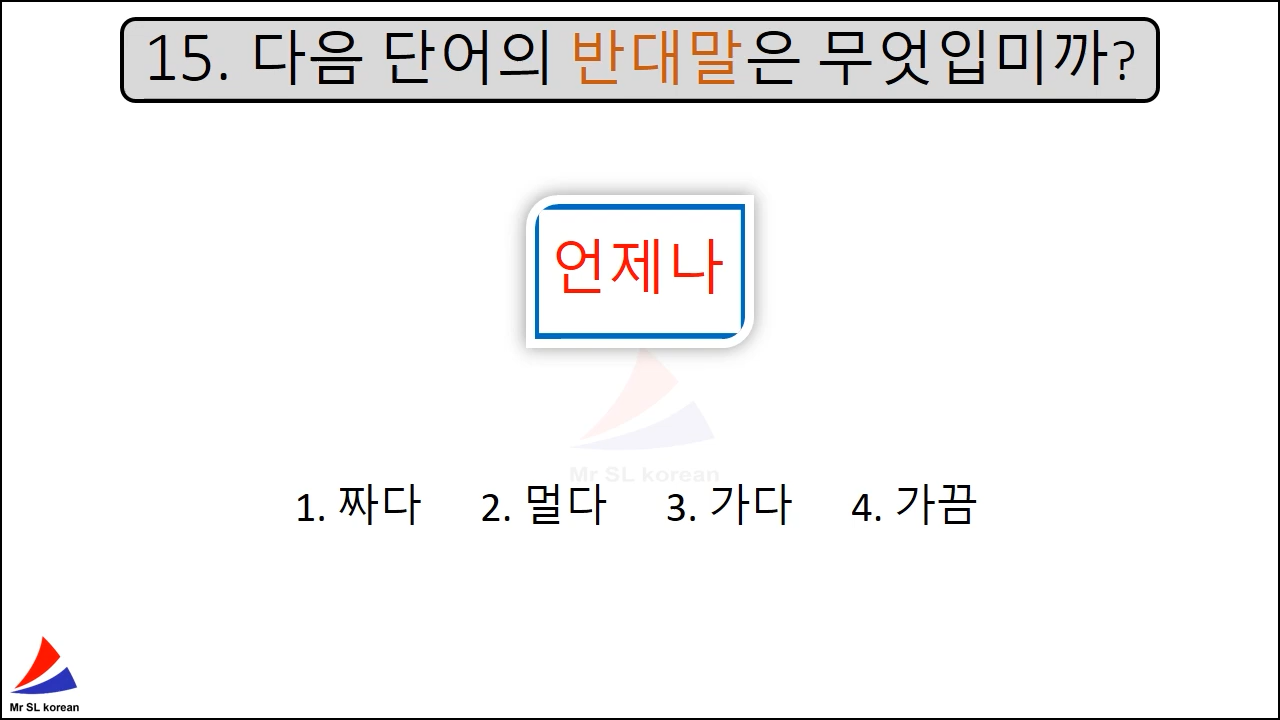 15. 다음 단어의 반대말은 무엇입미까?
언제나
Mr SL korean
1. 짜다 2. 멀다 3. 가다 4. 가끔
Mr SL korean